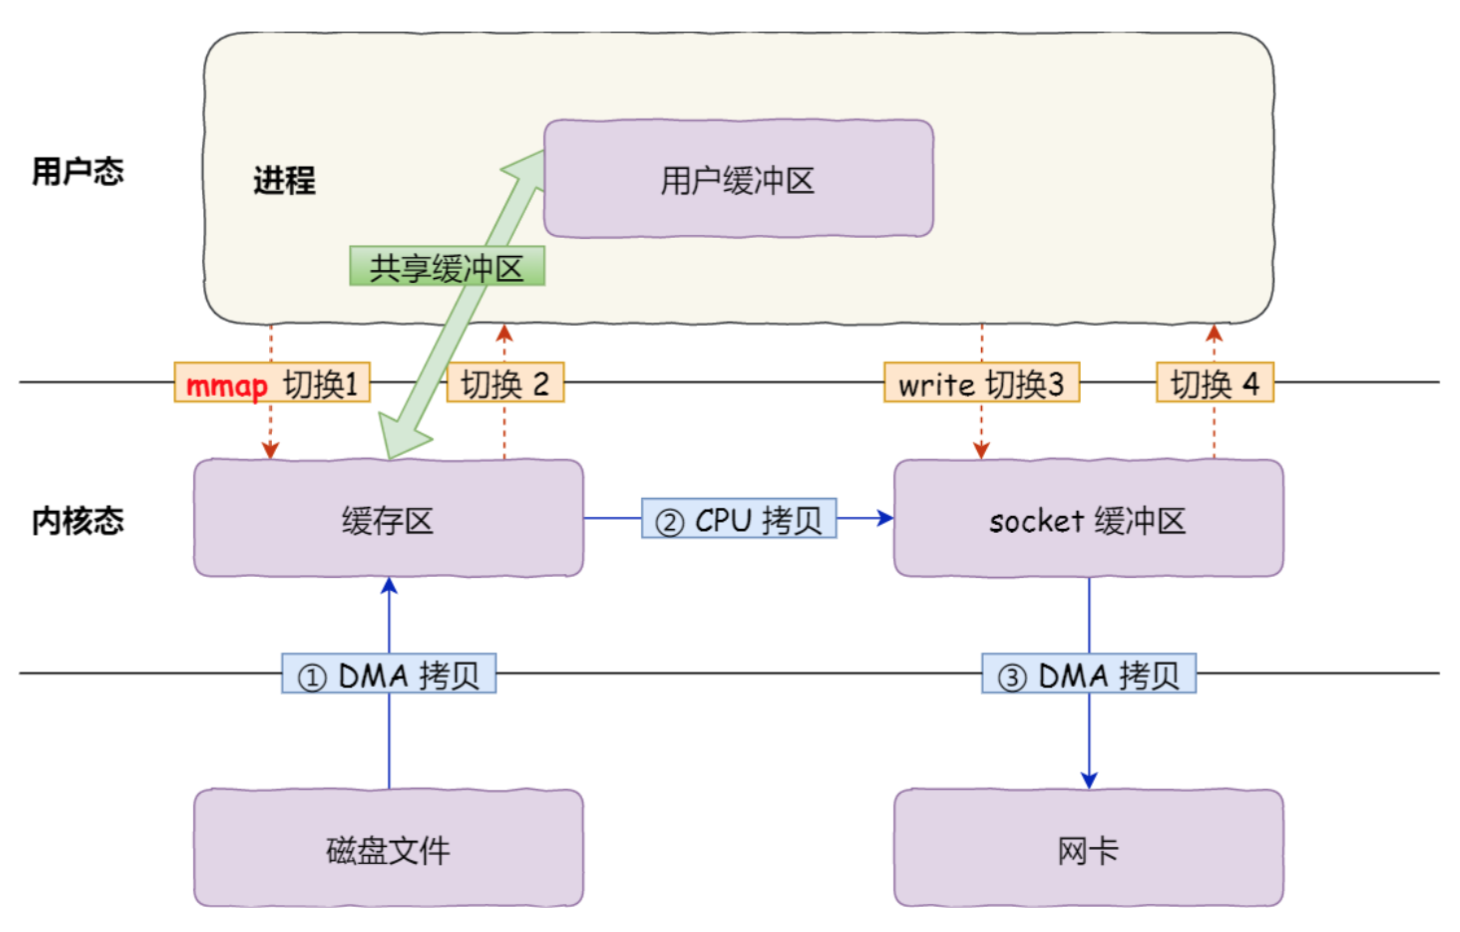 用户态
进程
用户缓冲区
共享缓冲区
mmap 切换1
切换 2
write 切换3
切换 4
内核态
缓存区
② CPU 拷贝
socket 缓冲区
① DMA 拷贝
③ DMA 拷贝
磁盘文件
网卡